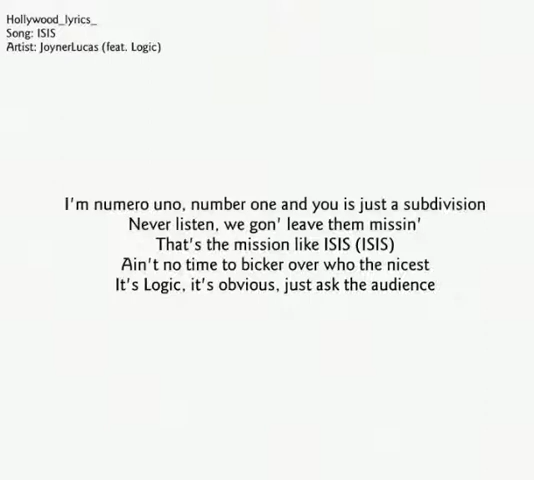 Hollywood_lyrics_
Song: ISIS
Artist: JoynerLucas (feat. Logic)
I'm numero uno, number one and you is just a subdivision
Never listen, we gon' leave them missin'
That's the mission like ISIS (ISIS)
Ain't no time to bicker over who the nicest
It's Logic, it's obvious, just ask the audience